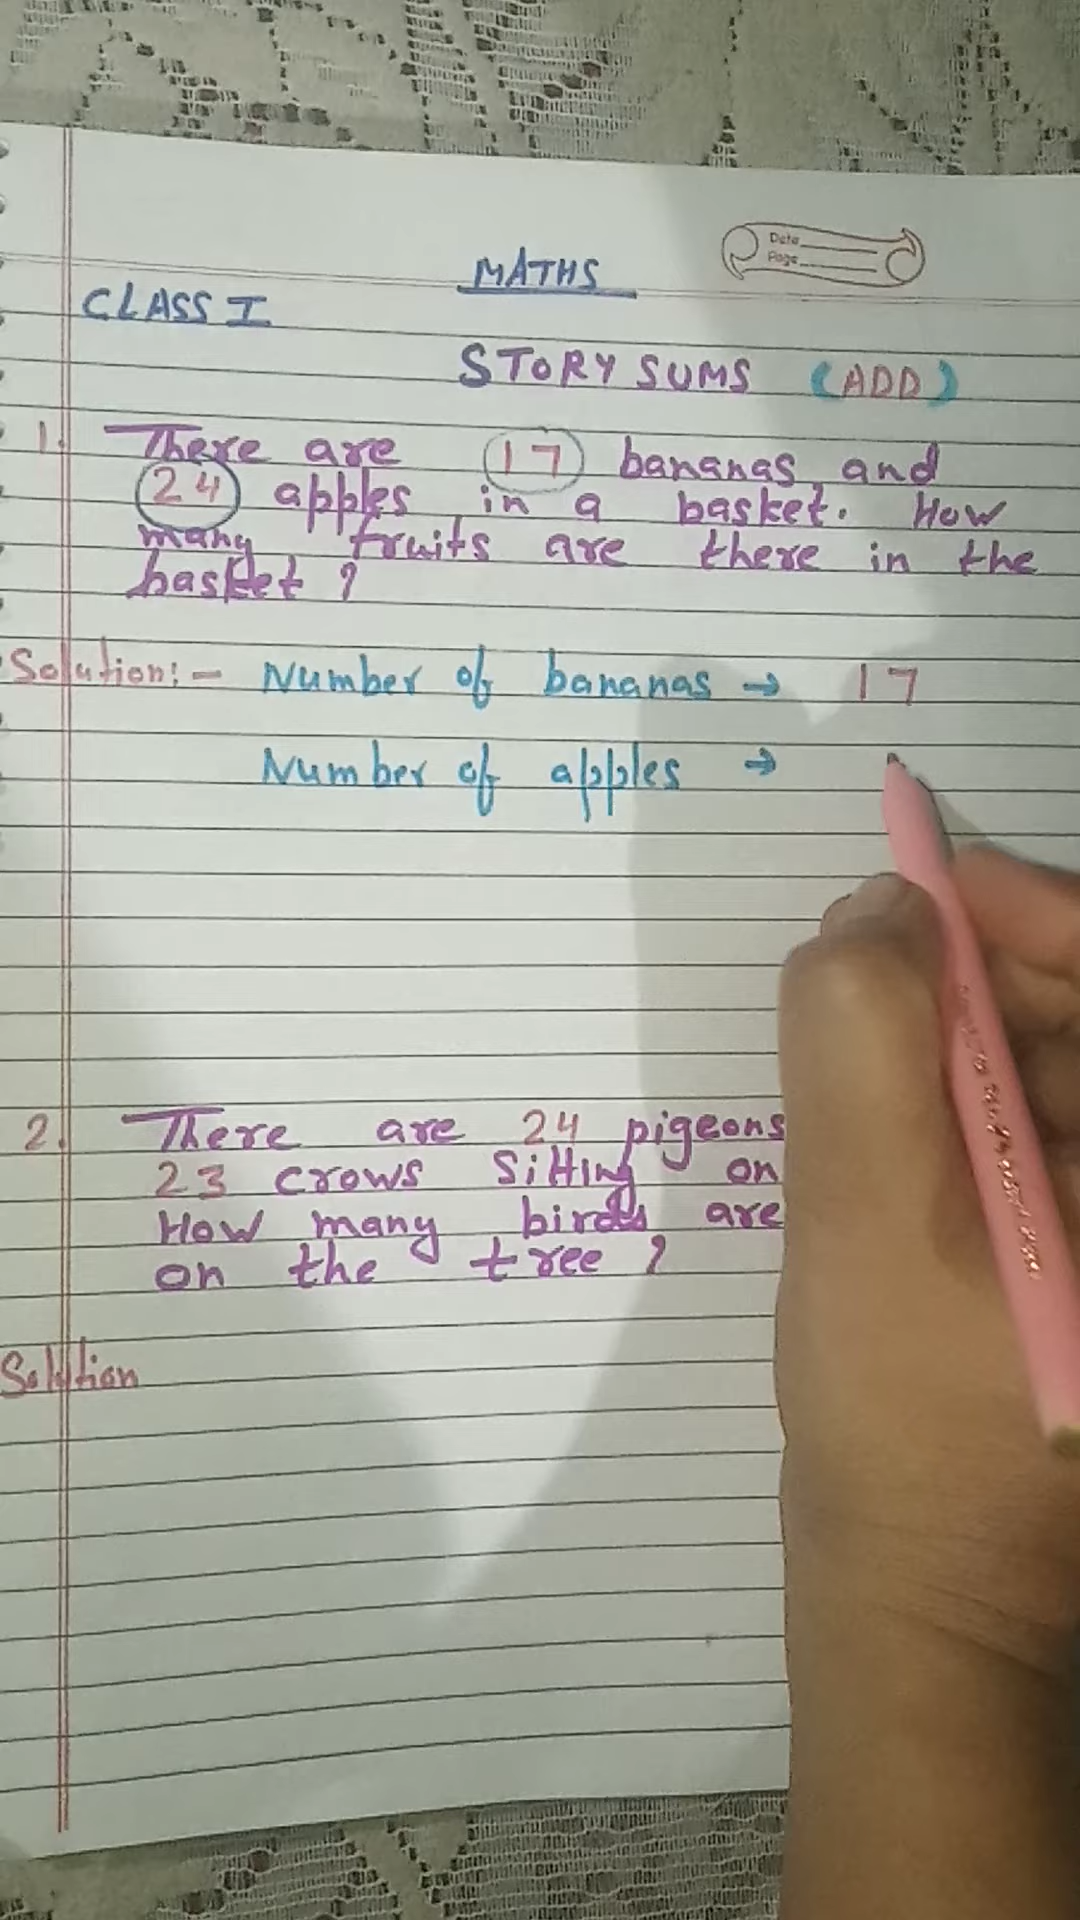 Date
Page
MATHS
CLASS I
STORY SUMS (ADD)
1. There are 17 bananas and
24 apples in a basket. How
many fruits are there in the
basket ?
Solution:- Number of bananas → 17
Number of apples →
2. There are 24 pigeons
23 crows sitting on
How many birds are
on the tree ?
Solution